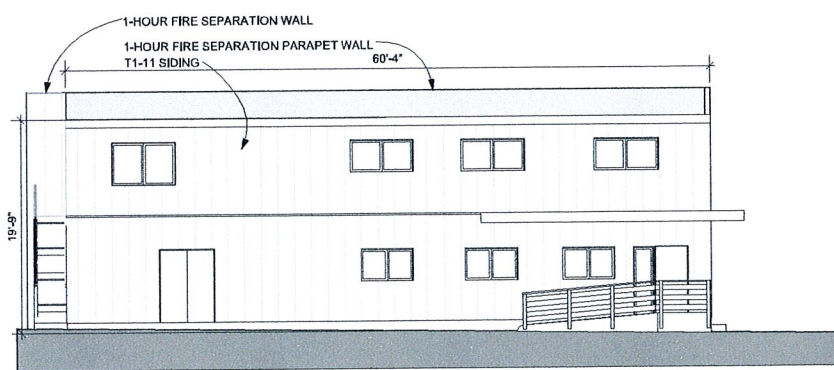 1-HOUR FIRE SEPARATION WALL
1-HOUR FIRE SEPARATION PARAPET WALL
T1-11 SIDING
60'-4"
19'-9"